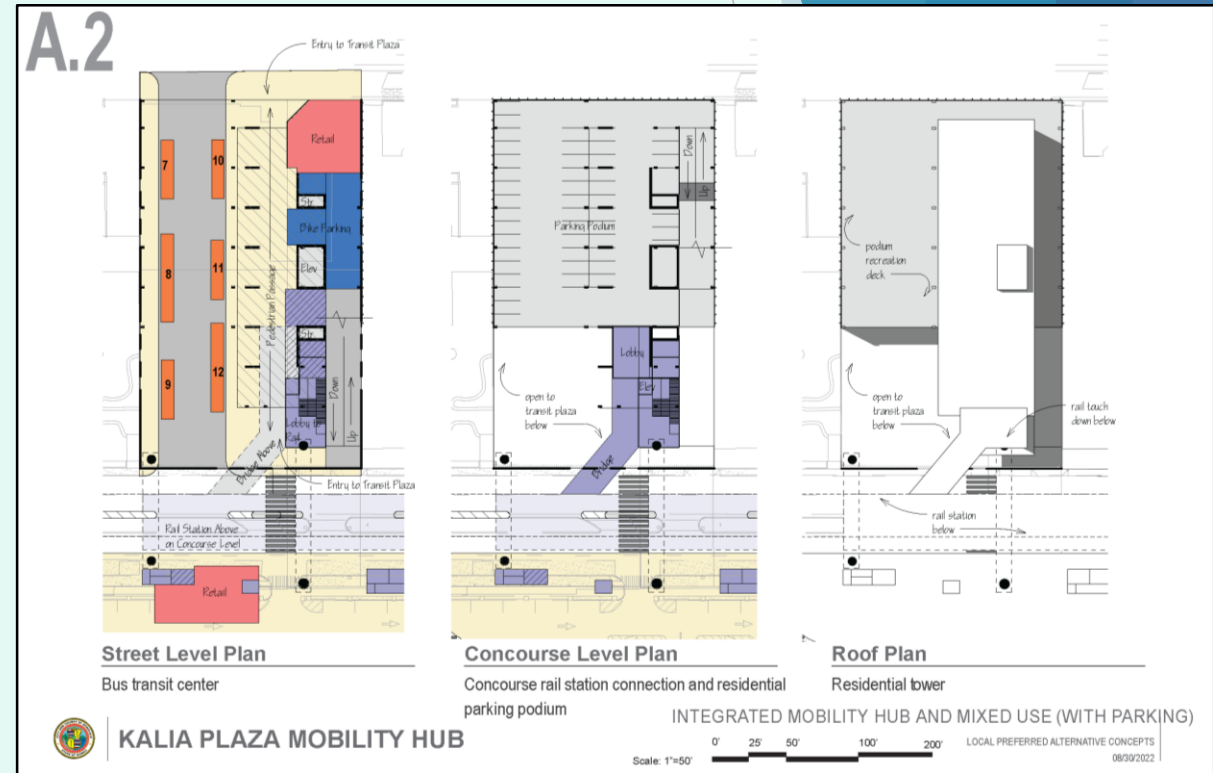 A.2
Entry to Transit Plaza
Retail
7
10
Str.
Bike Parking
8
11
Elev
Pedestrian Passage
Str.
9
12
Down
Up
Lobby to
Rail
Bridge Above
Entry to Transit Plaza
Rail Station Above
on Concourse Level
Retail
Street Level Plan
Bus transit center
Down
Up
Parking Podium
Lobby
Elev
open to
transit plaza
below
Bridge
Concourse Level Plan
Concourse rail station connection and residential
parking podium
podium
recreation
deck
open to
transit plaza
below
rail touch
down below
rail station
below
Roof Plan
Residential tower
KALIA PLAZA MOBILITY HUB
INTEGRATED MOBILITY HUB AND MIXED USE (WITH PARKING)
Scale: 1"=50'
0' 25' 50' 100' 200'
LOCAL PREFERRED ALTERNATIVE CONCEPTS
08/30/2022